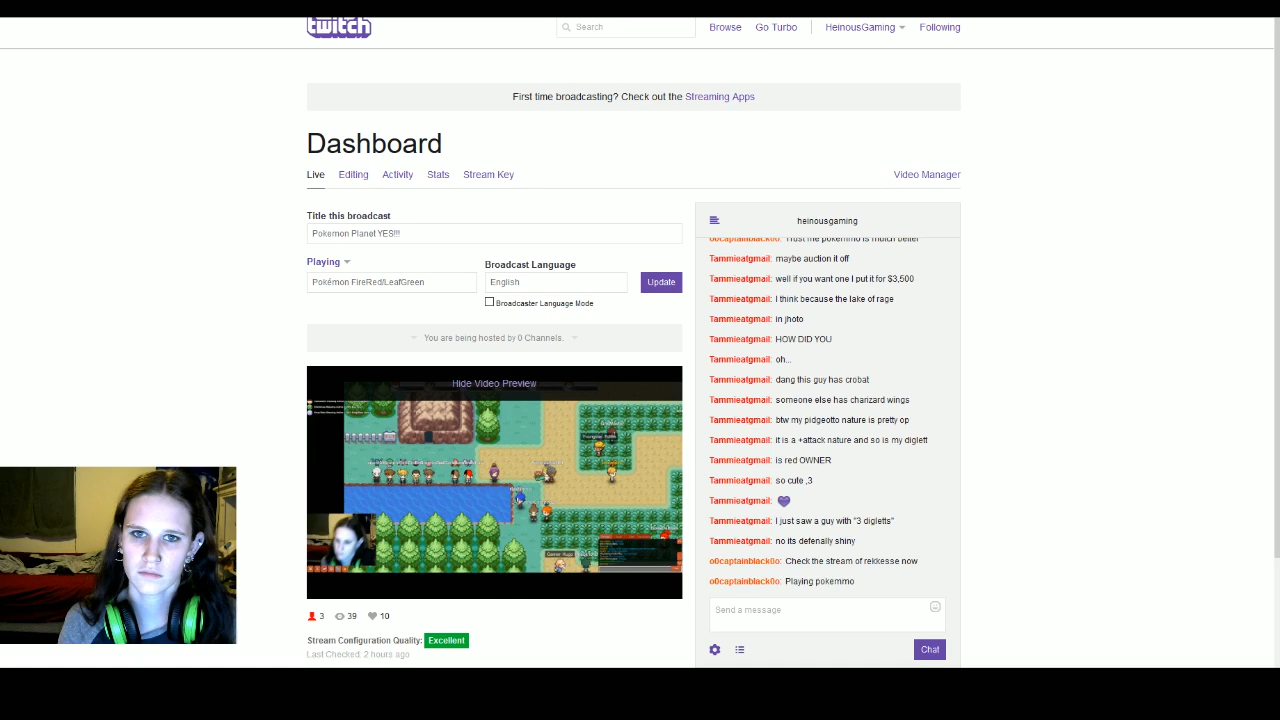 twitch
Search
Browse Go Turbo HeinousGaming Following
First time broadcasting? Check out the Streaming Apps
Dashboard
Live Editing Activity Stats Stream Key Video Manager
Title this broadcast
Pokemon Planet YES!!!
Playing
Broadcast Language
Pokémon FireRed/LeafGreen
English
Update
Broadcaster Language Mode
You are being hosted by 0 Channels.
Hide Video Preview
3 39 10
Stream Configuration Quality: Excellent
Last Checked: 2 hours ago
heinousgaming
o0captainblack0o: Trust me pokemmo is mutch better
Tammieatgmail: maybe auction it off
Tammieatgmail: well if you want one I put it for $3,500
Tammieatgmail: I think because the lake of rage
Tammieatgmail: in jhoto
Tammieatgmail: HOW DID YOU
Tammieatgmail: oh...
Tammieatgmail: dang this guy has crobat
Tammieatgmail: someone else has charizard wings
Tammieatgmail: btw my pidgeotto nature is pretty op
Tammieatgmail: it is a +attack nature and so is my diglett
Tammieatgmail: is red OWNER
Tammieatgmail: so cute ,3
Tammieatgmail:
Tammieatgmail: I just saw a guy with "3 digletts"
Tammieatgmail: no its defenally shiny
o0captainblack0o: Check the stream of rekkesse now
o0captainblack0o: Playing pokemmo
Send a message
Chat